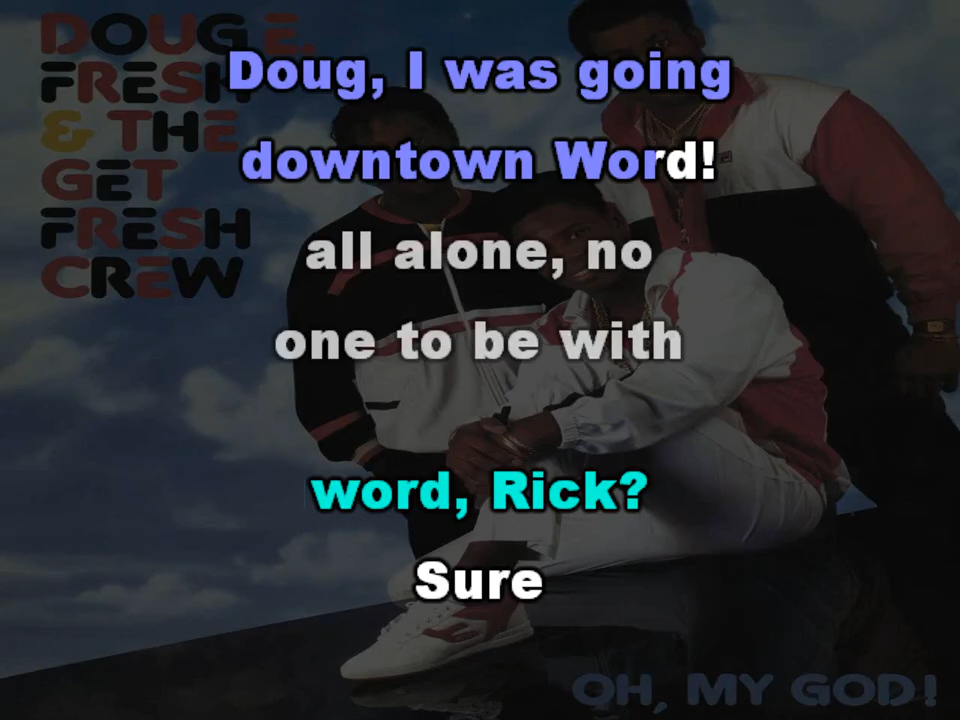 DOUG E.
FRESH
& THE
GET
FRESH
CREW
Doug, I was going
downtown Word!
all alone, no
one to be with
word, Rick?
Sure
OH, MY GOD!